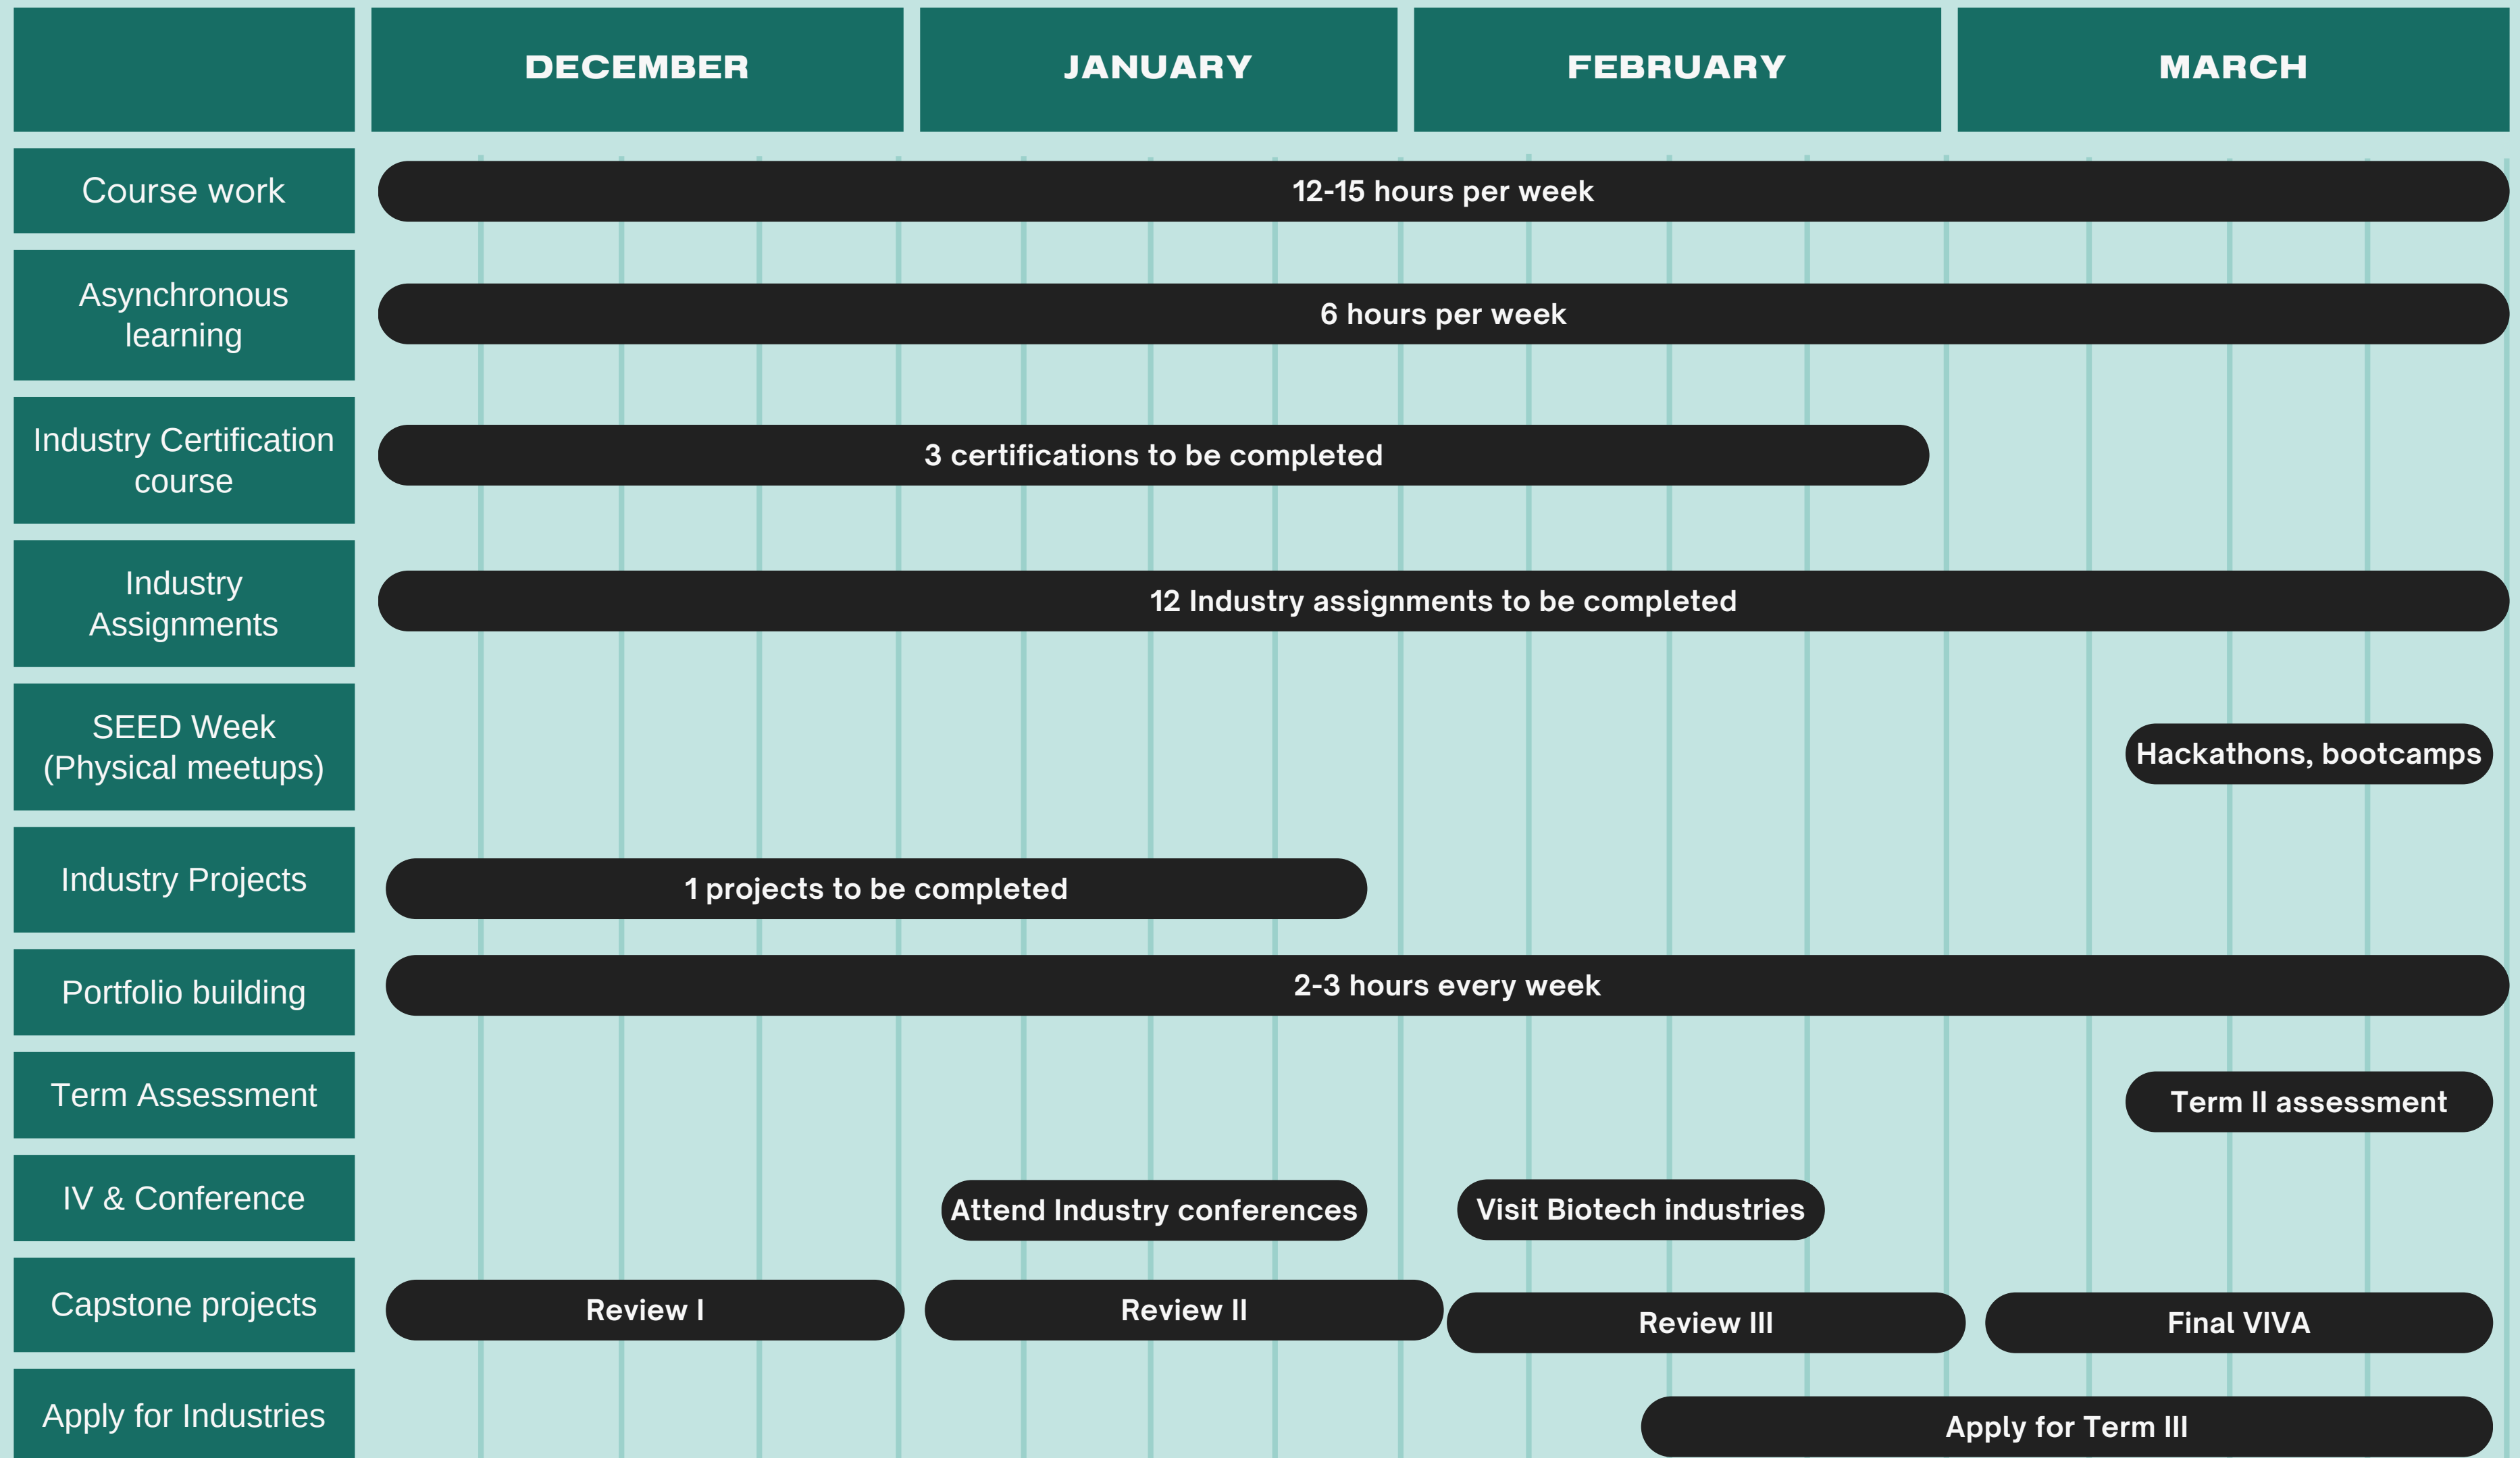 DECEMBER
JANUARY
FEBRUARY
MARCH
Course work
12-15 hours per week
Asynchronous
learning
6 hours per week
Industry Certification
course
3 certifications to be completed
Industry
Assignments
12 Industry assignments to be completed
SEED Week
(Physical meetups)
Hackathons, bootcamps
Industry Projects
1 projects to be completed
Portfolio building
2-3 hours every week
Term Assessment
Term II assessment
IV & Conference
Attend Industry conferences
Visit Biotech industries
Capstone projects
Review I
Review II
Review III
Final VIVA
Apply for Industries
Apply for Term III